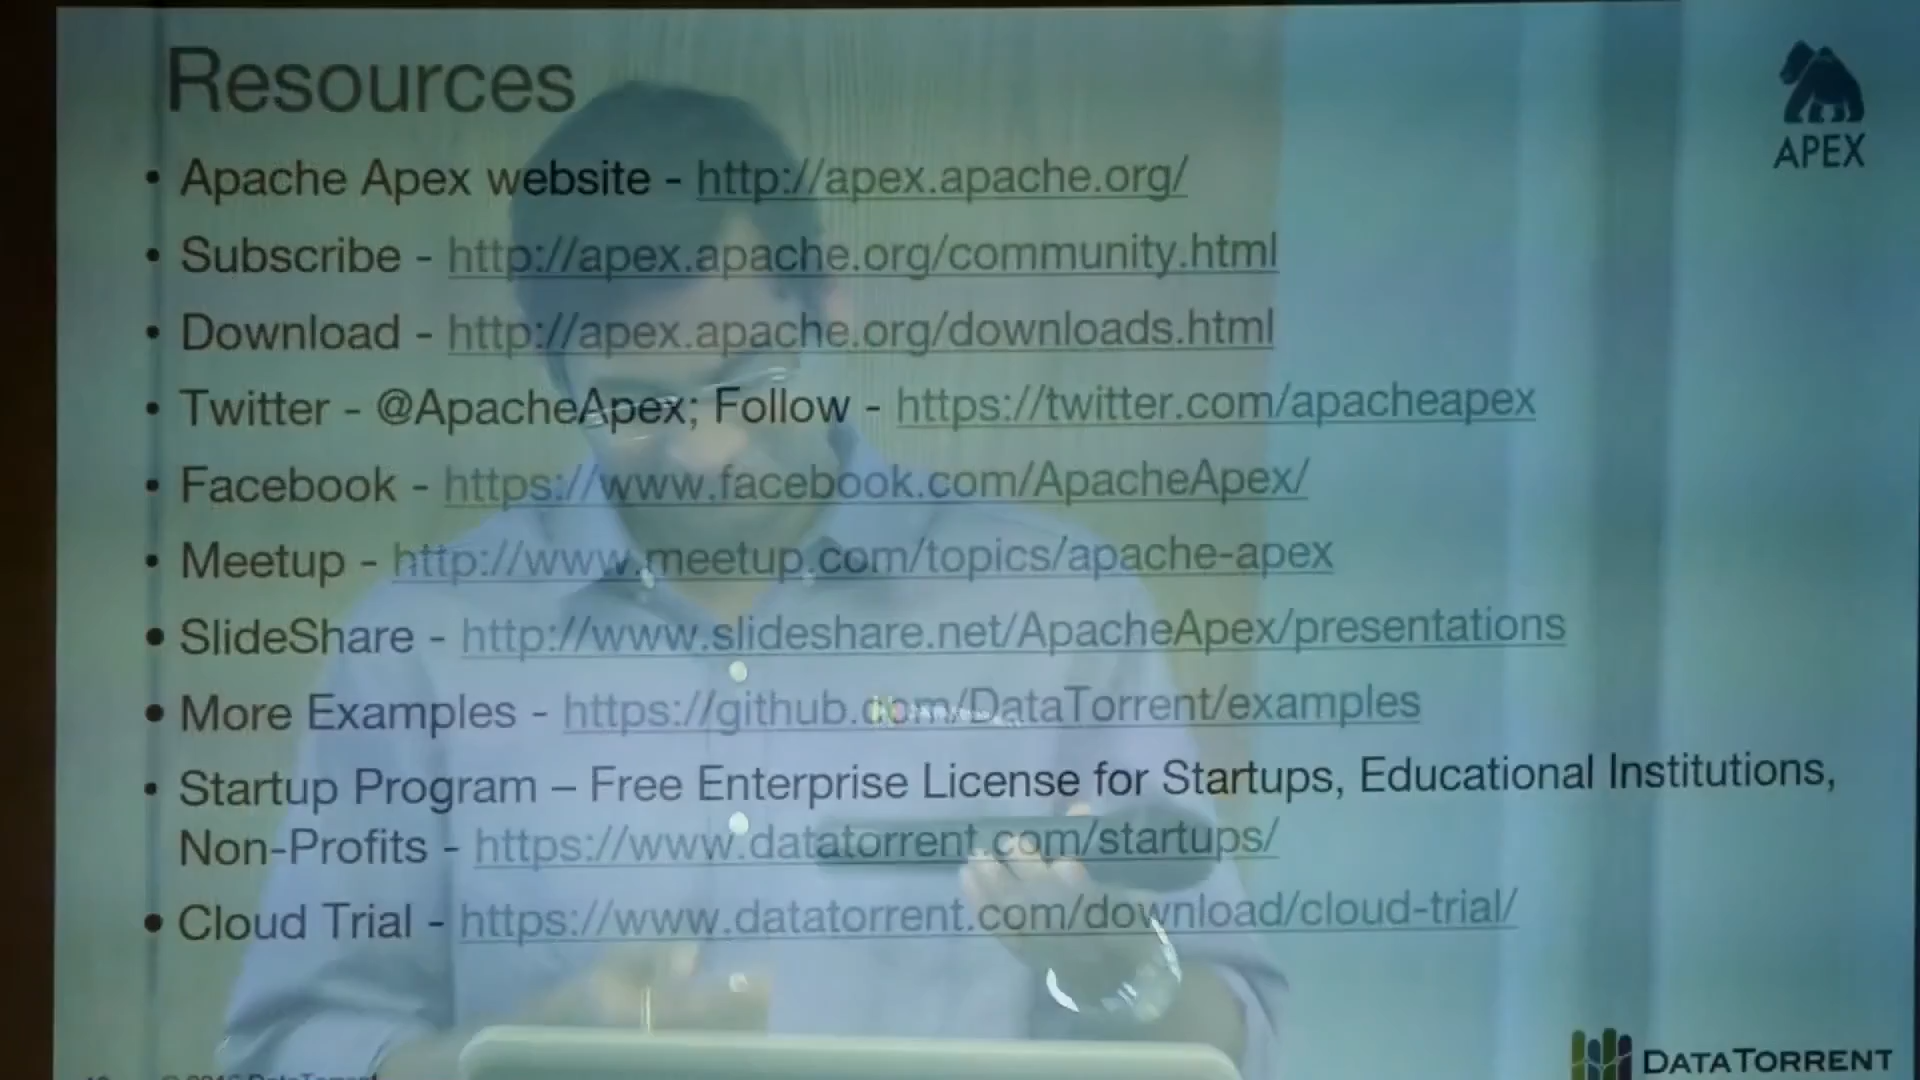 Resources
APEX
• Apache Apex website - http://apex.apache.org/
• Subscribe - http://apex.apache.org/community.html
• Download - http://apex.apache.org/downloads.html
• Twitter - @ApacheApex; Follow - https://twitter.com/apacheapex
• Facebook - https://www.facebook.com/ApacheApex/
• Meetup - http://www.meetup.com/topics/apache-apex
• SlideShare - http://www.slideshare.net/ApacheApex/presentations
• More Examples - https://github.com/DataTorrent/examples
• Startup Program – Free Enterprise License for Startups, Educational Institutions,
Non-Profits - https://www.datatorrent.com/startups/
• Cloud Trial - https://www.datatorrent.com/download/cloud-trial/
DATATORRENT